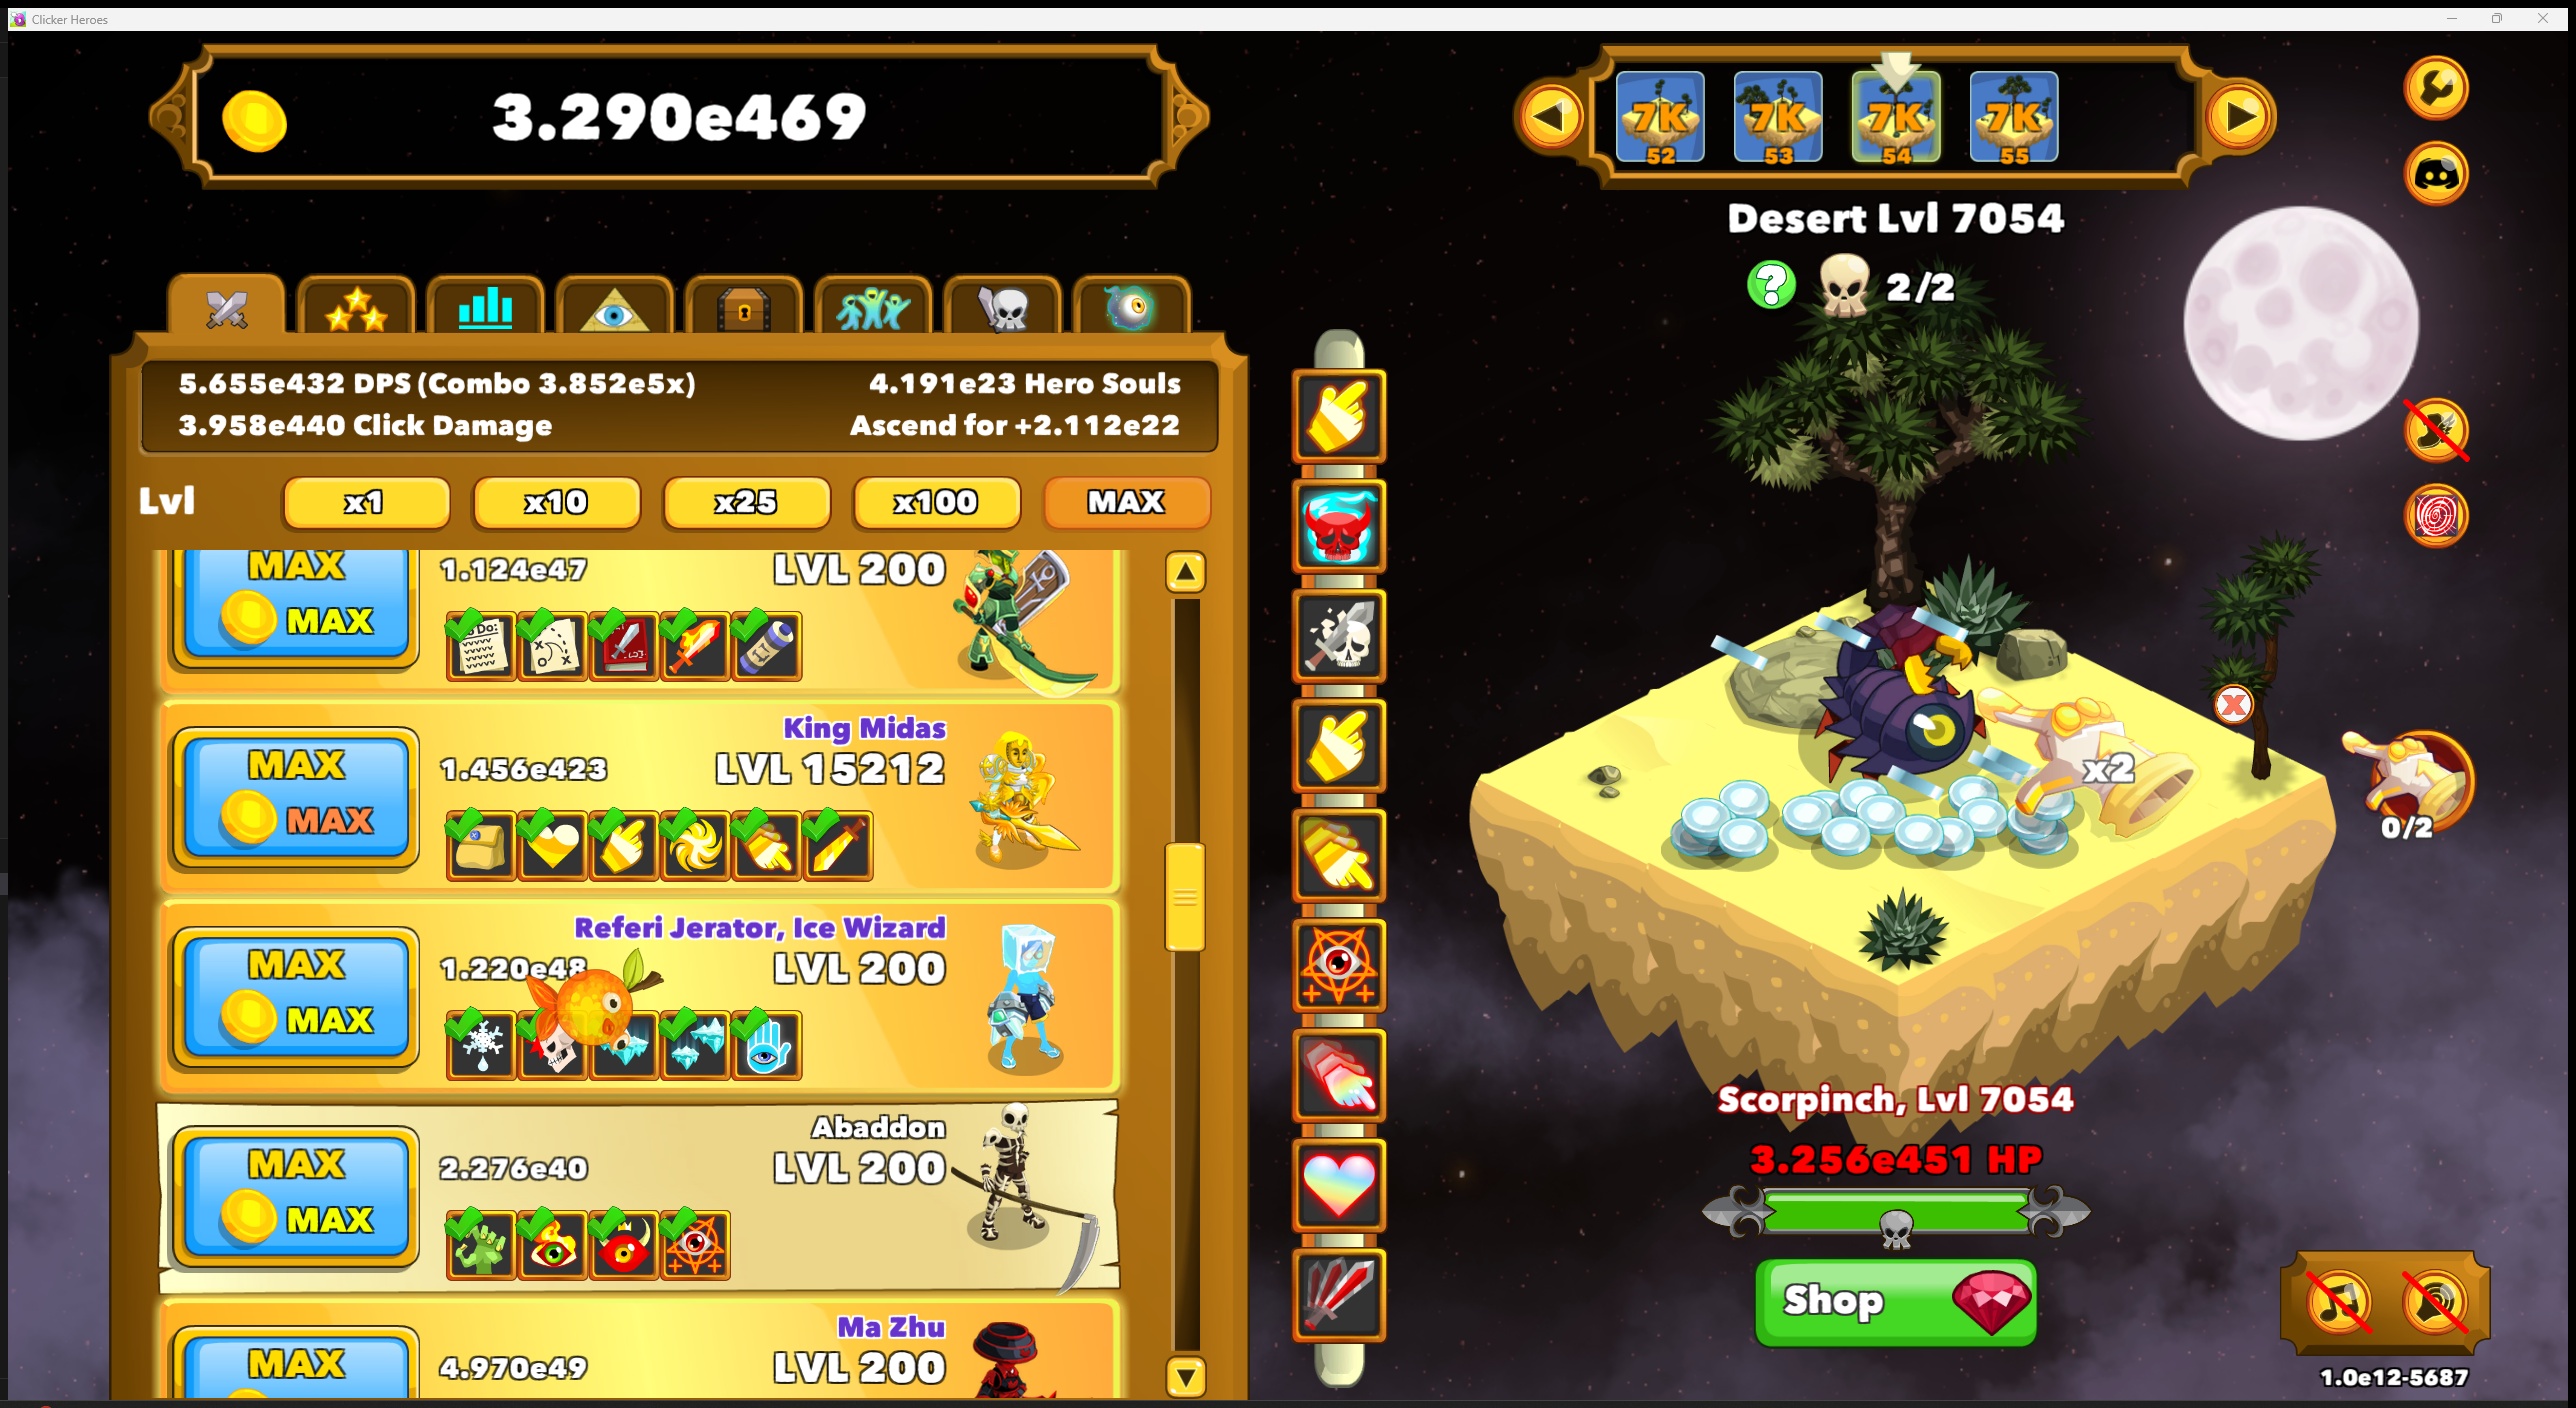 Clicker Heroes
3.290e469
7K
52
7K
53
7K
54
7K
55
Desert Lvl 7054
2/2
5.655e432 DPS (Combo 3.852e5x)
4.191e23 Hero Souls
3.958e440 Click Damage
Ascend for +2.112e22
Lvl
x1
x10
x25
x100
MAX
MAX
MAX
1.124e47
LVL 200
Do:
King Midas
MAX
MAX
1.456e423
LVL 15212
Referi Jerator, Ice Wizard
MAX
MAX
1.220e48
LVL 200
Abaddon
MAX
MAX
2.276e40
LVL 200
Ma Zhu
MAX
4.970e49
LVL 200
x2
0/2
Scorpinch, Lvl 7054
3.256e451 HP
Shop
1.0e12-5687